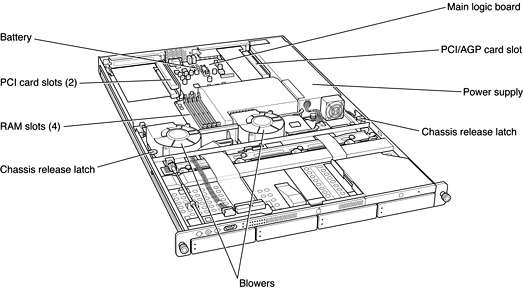 Main logic board
Battery
PCI/AGP card slot
PCI card slots (2)
Power supply
RAM slots (4)
Chassis release latch
Chassis release latch
Blowers